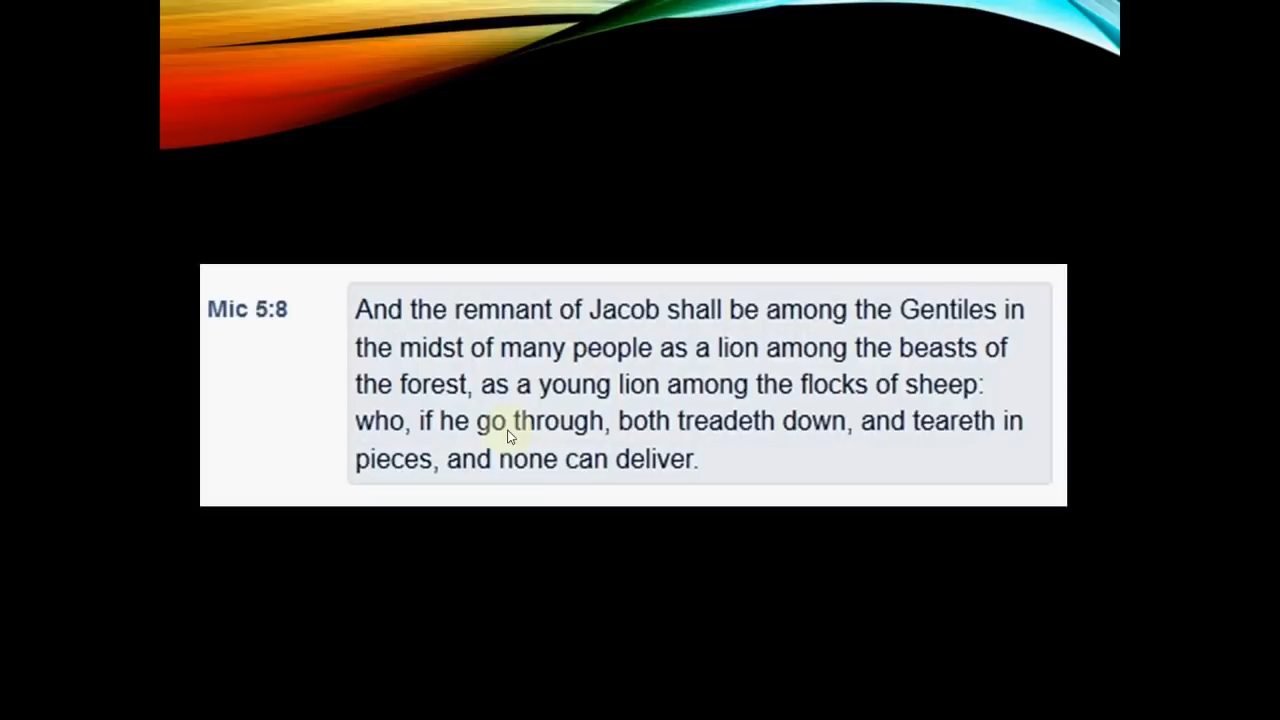 Mic 5:8
And the remnant of Jacob shall be among the Gentiles in
the midst of many people as a lion among the beasts of
the forest, as a young lion among the flocks of sheep:
who, if he go through, both treadeth down, and teareth in
pieces, and none can deliver.